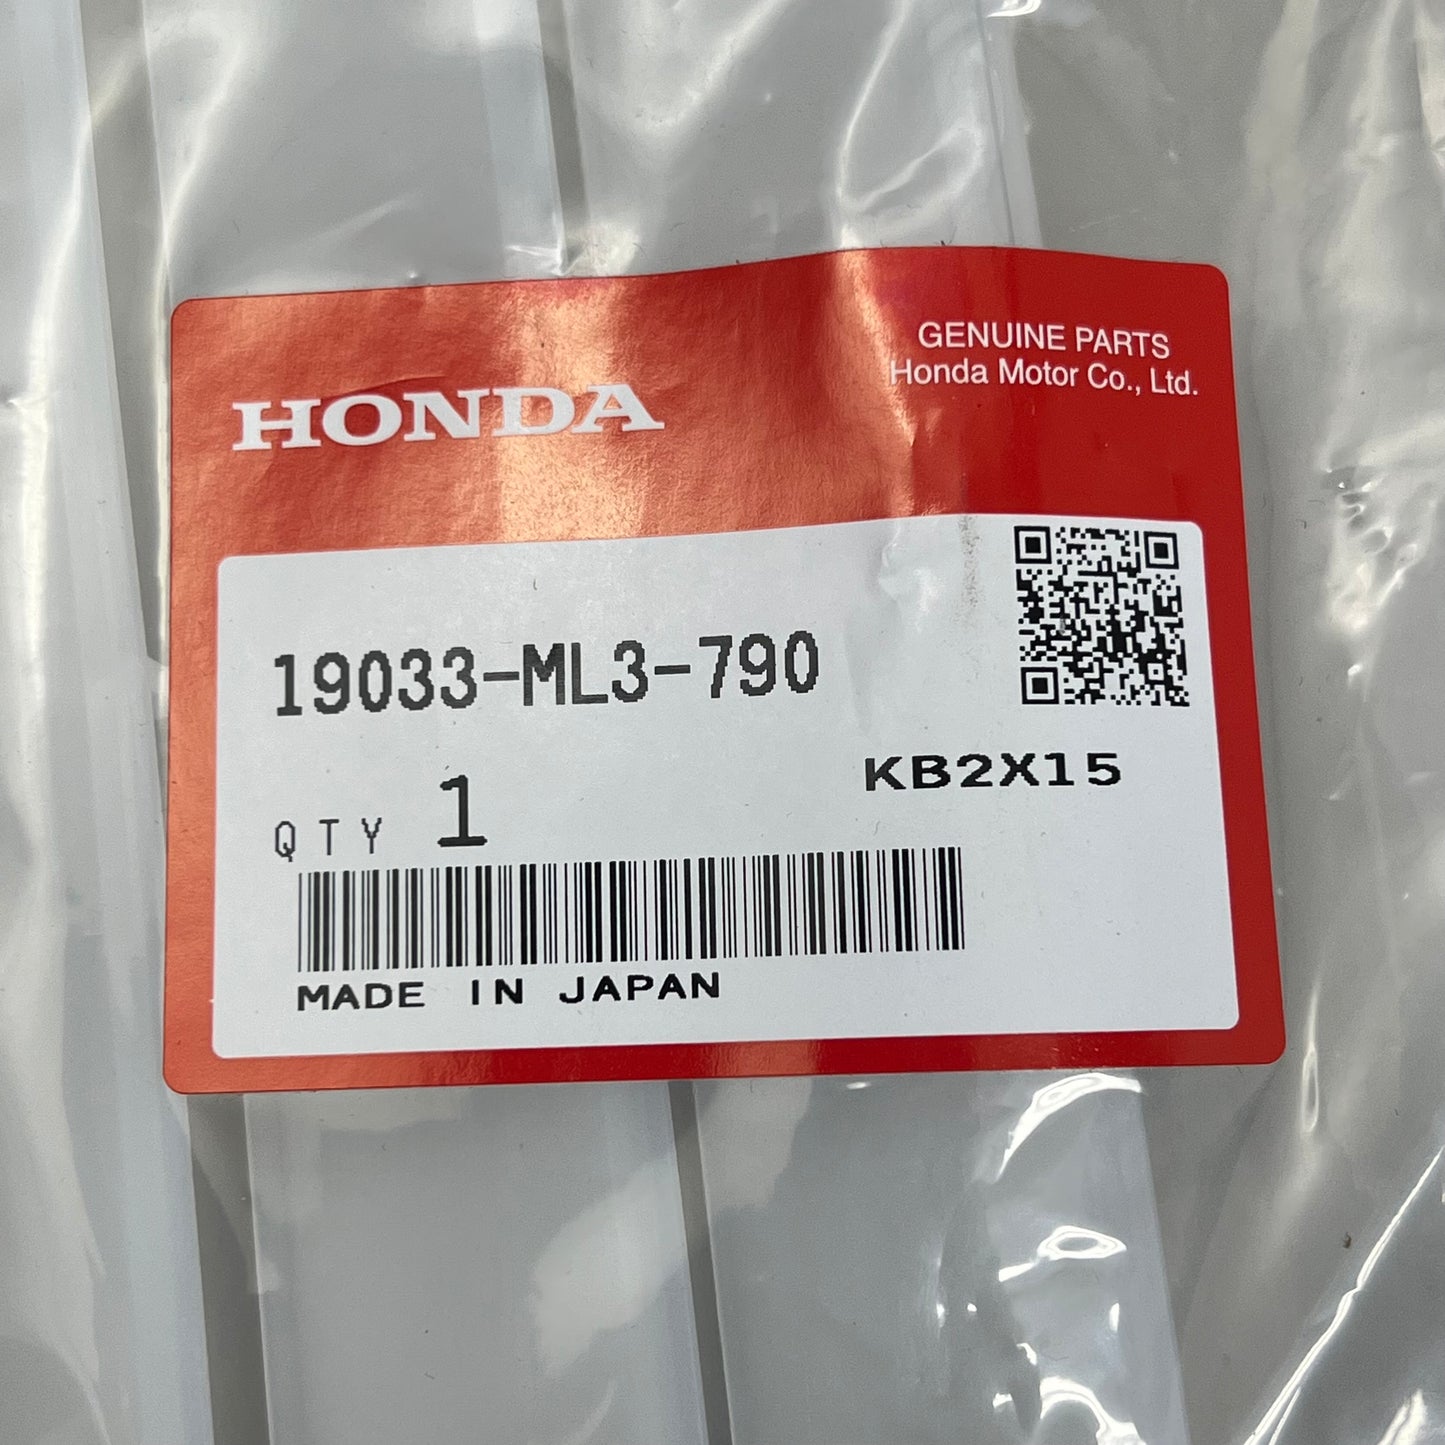 HONDA
GENUINE PARTS
Honda Motor Co., Ltd.
19033-ML3-790
KB2X15
QTY 1
MADE IN JAPAN